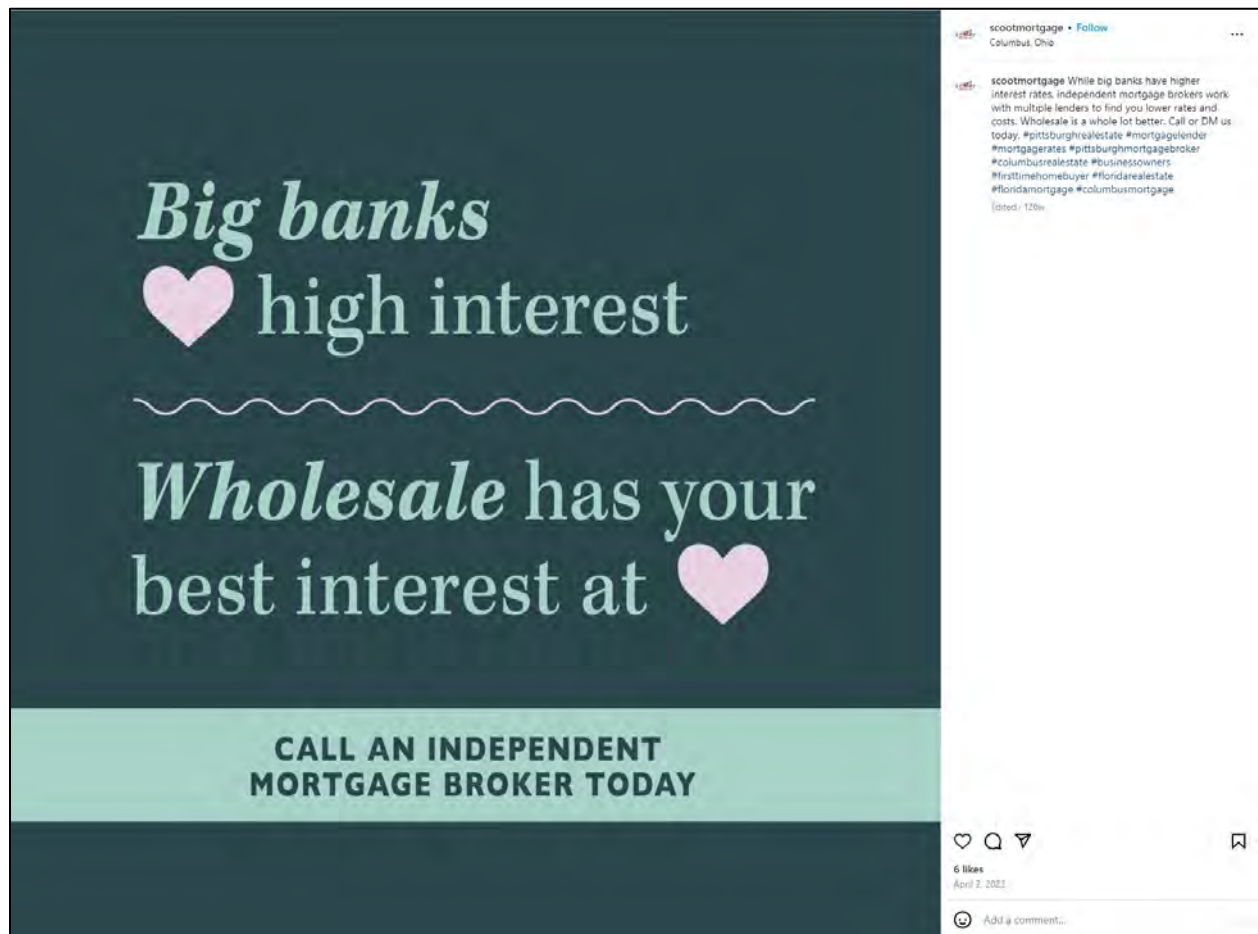 Big banks
high interest
Wholesale has your
best interest at
CALL AN INDEPENDENT
MORTGAGE BROKER TODAY
scootmortgage • Follow
Columbus, Ohio
scootmortgage While big banks have higher
interest rates, independent mortgage brokers work
with multiple lenders to find you lower rates and
costs. Wholesale is a whole lot better. Call or DM us
today. #pittsburghrealestate #mortgagelender
#mortgagerates #pittsburghmortgagebroker
#columbusrealestate #businessowners
#firsttimehomebuyer #floridarealestate
#floridamortgage #columbusmortgage
Edited
6 likes
April 2,
Add a comment...